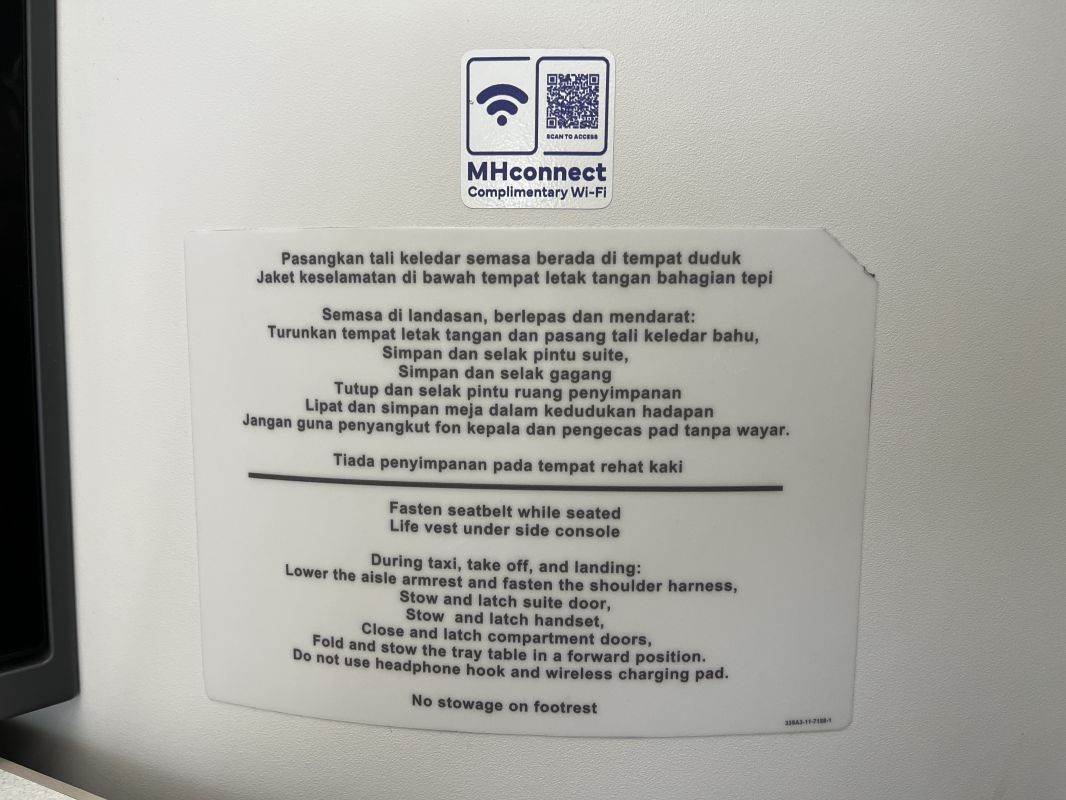 SCAN TO ACCESS
MHconnect
Complimentary Wi-Fi
Pasangkan tali keledar semasa berada di tempat duduk
Jaket keselamatan di bawah tempat letak tangan bahagian tepi
Semasa di landasan, berlepas dan mendarat:
Turunkan tempat letak tangan dan pasang tali keledar bahu,
Simpan dan selak pintu suite,
Simpan dan selak gagang
Tutup dan selak pintu ruang penyimpanan
Lipat dan simpan meja dalam kedudukan hadapan
Jangan guna penyangkut fon kepala dan pengecas pad tanpa wayar.
Tiada penyimpanan pada tempat rehat kaki
Fasten seatbelt while seated
Life vest under side console
During taxi, take off, and landing:
Lower the aisle armrest and fasten the shoulder harness,
Stow and latch suite door,
Stow and latch handset,
Close and latch compartment doors,
Fold and stow the tray table in a forward position.
Do not use headphone hook and wireless charging pad.
No stowage on footrest